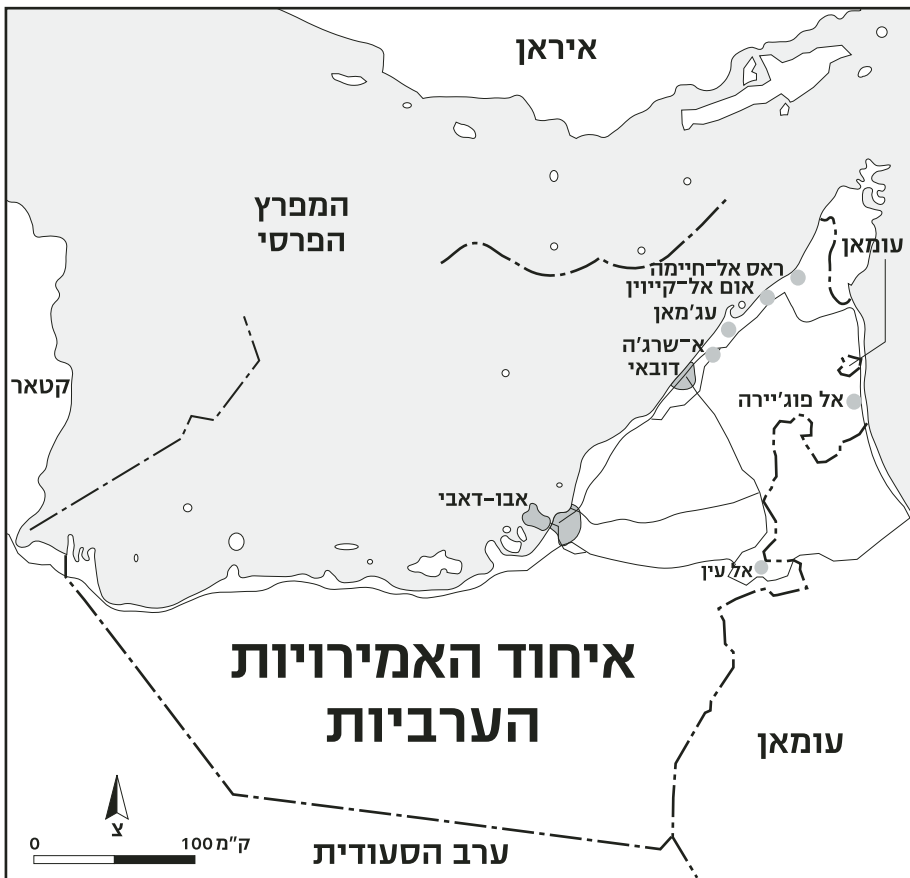 איראן
המפרץ
הפרסי
עומאן
ראס אל-חיימה
אום אל-קייוין
עג'מאן
א-שרג'ה
דובאי
קטאר
אל פוג'יירה
אבו-דאבי
אל עין
איחוד האמירויות
הערביות
עומאן
צ
0
100 ק"מ
ערב הסעודית